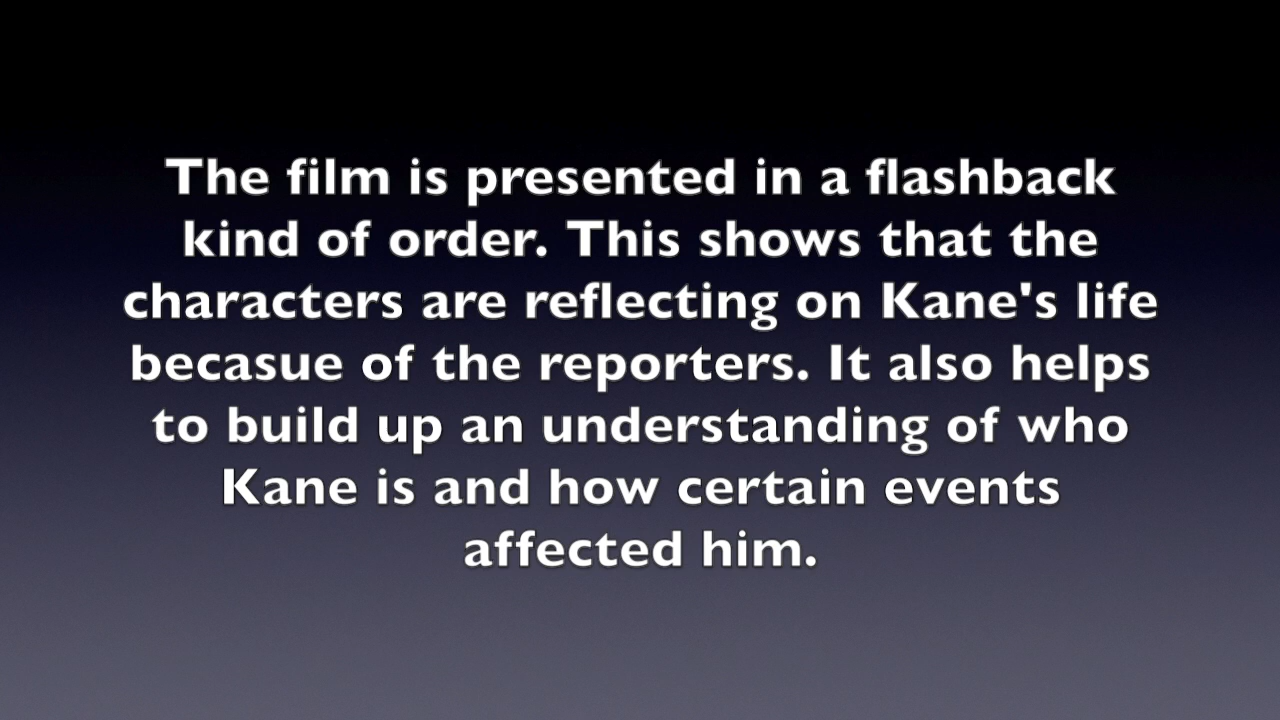 The film is presented in a flashback
kind of order. This shows that the
characters are reflecting on Kane's life
becasue of the reporters. It also helps
to build up an understanding of who
Kane is and how certain events
affected him.